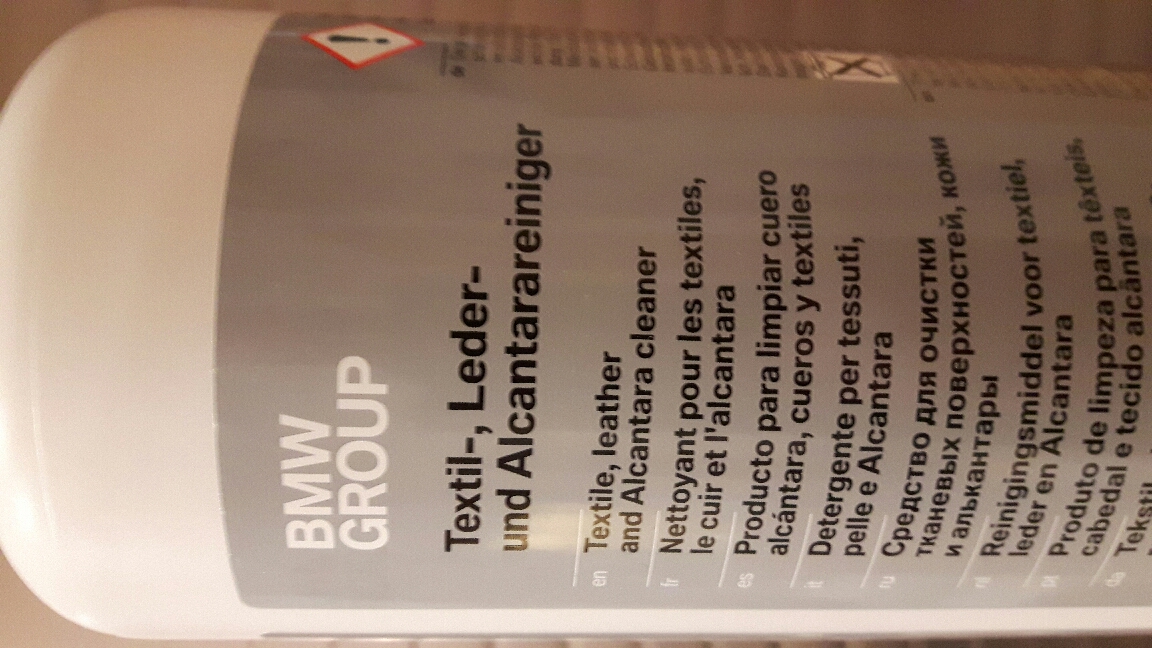 BMW
GROUP
Textil-, Leder-
und Alcantarareiniger
en
Textile, leather
and Alcantara cleaner
fr
Nettoyant pour les textiles,
le cuir et l'alcantara
es
Producto para limpiar cuero
alcántara, cueros y textiles
it
Detergente per tessuti,
pelle e Alcantara
ru
Средство для очистки
тканевых поверхностей, кожи
и алькантары
nl
Reinigingsmiddel voor textiel,
leder en Alcantara
pt
Produto de limpeza para têxteis,
cabedal e tecido alcântara
da